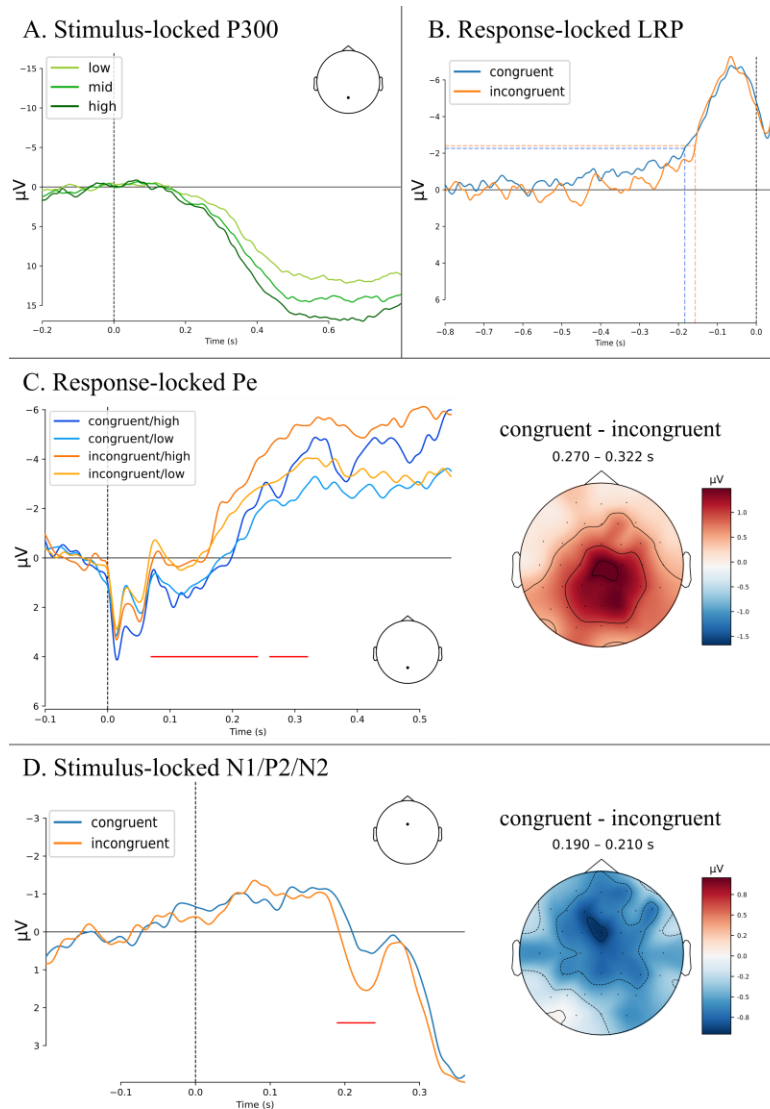 A. Stimulus-locked P300
low
mid
high
−15
−10
−5
0
5
10
15
µV
−0.2
0.0
0.2
0.4
0.6
Time (s)
B. Response-locked LRP
congruent
incongruent
−6
−4
−2
0
2
4
6
µV
−0.8
−0.7
−0.6
−0.5
−0.4
−0.3
−0.2
−0.1
0.0
Time (s)
C. Response-locked Pe
congruent/high
congruent/low
incongruent/high
incongruent/low
−6
−4
−2
0
2
4
6
µV
−0.1
0.0
0.1
0.2
0.3
0.4
0.5
Time (s)
congruent - incongruent
0.270 – 0.322 s
µV
1.0
0.5
0.0
−0.5
−1.0
−1.5
D. Stimulus-locked N1/P2/N2
congruent
incongruent
−3
−2
−1
0
1
2
3
µV
−0.1
0.0
0.1
0.2
0.3
Time (s)
congruent - incongruent
0.190 – 0.210 s
µV
0.8
0.5
0.2
0.0
−0.2
−0.5
−0.8